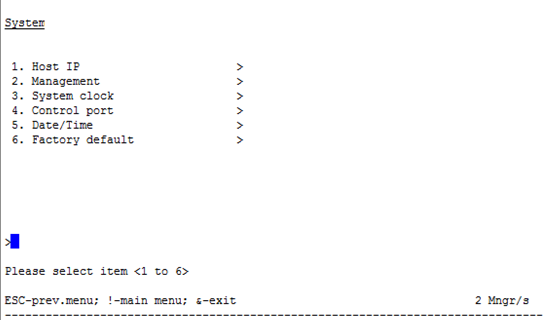 System
1. Host IP >
2. Management >
3. System clock >
4. Control port >
5. Date/Time >
6. Factory default >
>
Please select item <1 to 6>
ESC-prev.menu; !-main menu; &-exit 2 Mngr/s